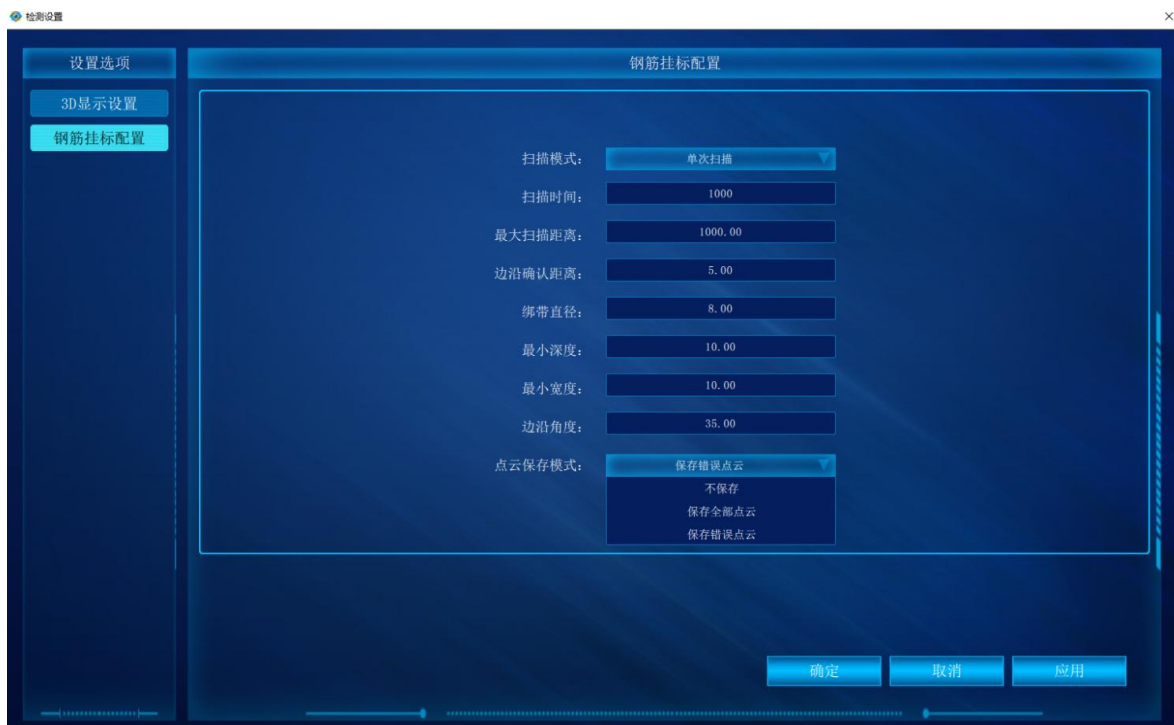 检测设置
设置选项
3D显示设置
钢筋挂标配置
钢筋挂标配置
扫描模式： 单次扫描
扫描时间： 1000
最大扫描距离： 1000.00
边沿确认距离： 5.00
绑带直径： 8.00
最小深度： 10.00
最小宽度： 10.00
边沿角度： 35.00
点云保存模式： 保存错误点云
不保存
保存全部点云
保存错误点云
确定 取消 应用